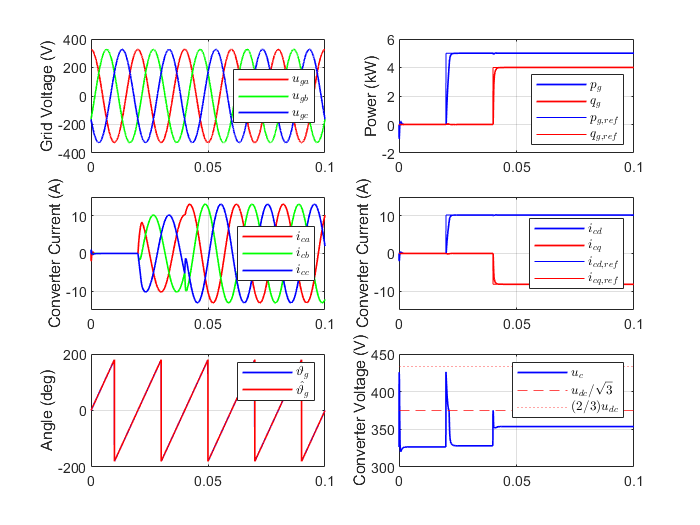 Grid Voltage (V)
400
200
0
-200
-400
0
0.05
0.1
u_ga
u_gb
u_gc
Power (kW)
6
4
2
0
-2
0
0.05
0.1
p_g
q_g
p_g,ref
q_g,ref
Converter Current (A)
10
0
-10
0
0.05
0.1
i_ca
i_cb
i_cc
Converter Current (A)
10
0
-10
0
0.05
0.1
i_cd
i_cq
i_cd,ref
i_cq,ref
Angle (deg)
200
0
-200
0
0.05
0.1
ϑ_g
ϑ̂_g
Converter Voltage (V)
450
400
350
300
0
0.05
0.1
u_c
u_dc/√3
(2/3)u_dc